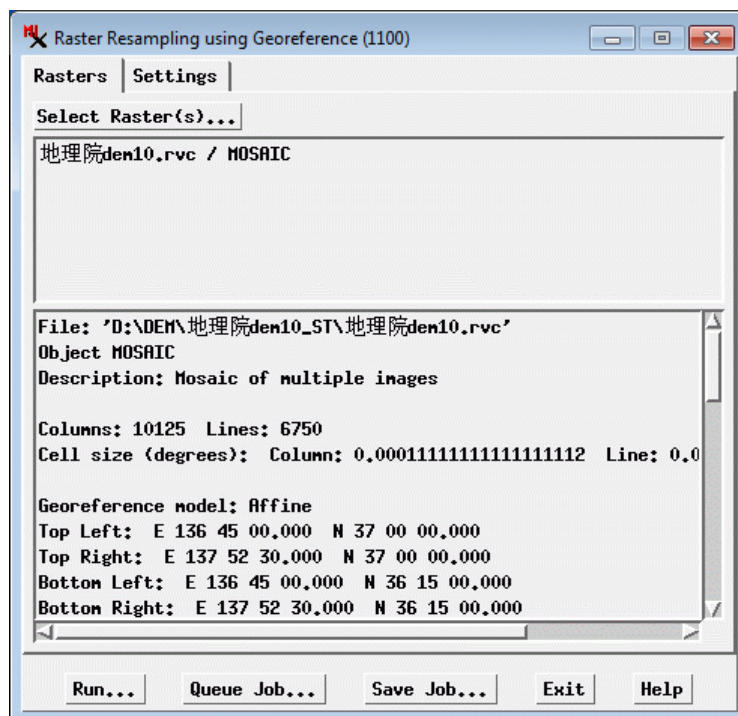 Raster Resampling using Georeference (1100)
Rasters Settings
Select Raster(s)...
地理院dem10.rvc / MOSAIC
File: 'D:\DEM\地理院dem10_ST\地理院dem10.rvc'
Object MOSAIC
Description: Mosaic of multiple images
Columns: 10125 Lines: 6750
Cell size (degrees): Column: 0.00011111111111111112 Line: 0.0
Georeference model: Affine
Top Left: E 136 45 00.000 N 37 00 00.000
Top Right: E 137 52 30.000 N 37 00 00.000
Bottom Left: E 136 45 00.000 N 36 15 00.000
Bottom Right: E 137 52 30.000 N 36 15 00.000
Run... Queue Job... Save Job... Exit Help